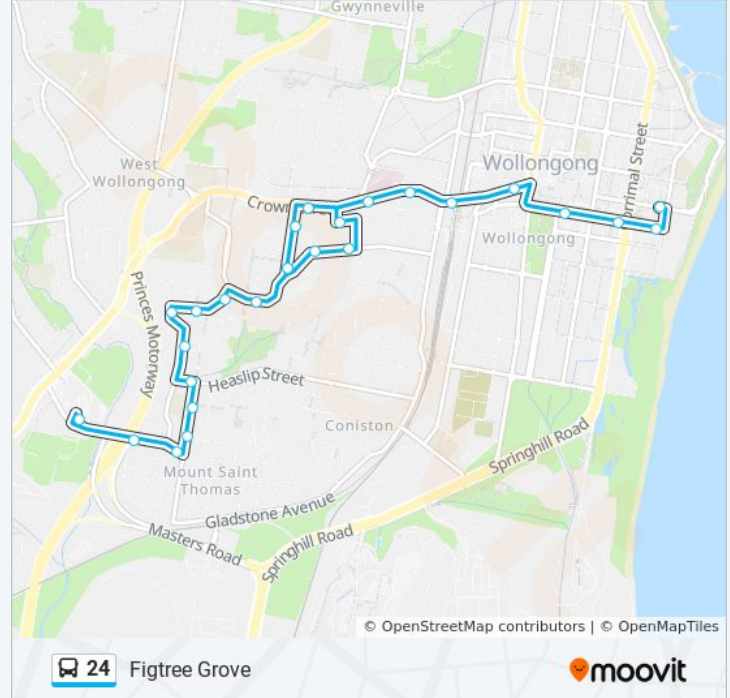 Gwynneville
West
Wollongong
Wollongong
Crown
orrimal Street
Wollongong
Princes Motorway
Heaslip Street
Coniston
Springhill Road
Mount Saint
Thomas
Gladstone Avenue
Masters Road
Springhill Road
© OpenStreetMap contributors | © OpenMapTiles
24 Figtree Grove
moovit